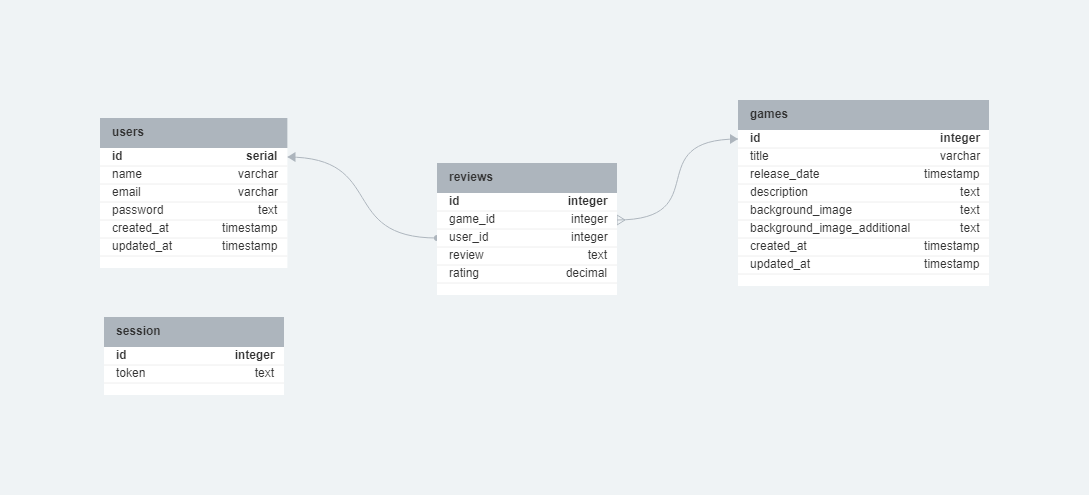 users
id serial
name varchar
email varchar
password text
created_at timestamp
updated_at timestamp
session
id integer
token text
reviews
id integer
game_id integer
user_id integer
review text
rating decimal
games
id integer
title varchar
release_date timestamp
description text
background_image text
background_image_additional text
created_at timestamp
updated_at timestamp